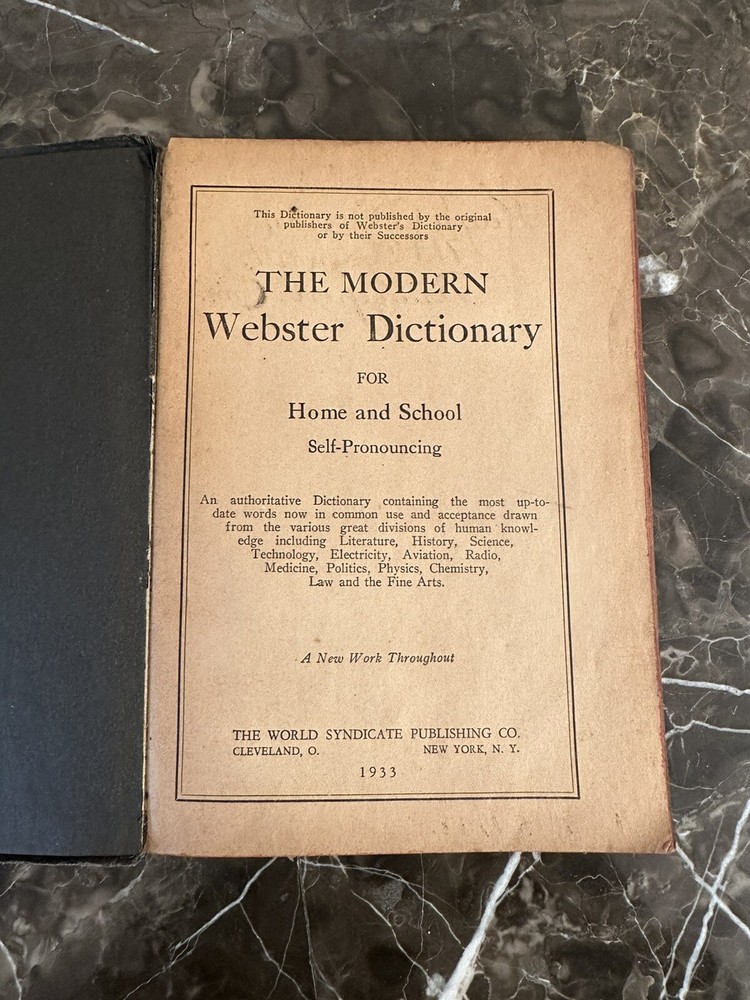 This Dictionary is not published by the original
publishers of Webster's Dictionary
or by their Successors
THE MODERN
Webster Dictionary
FOR
Home and School
Self-Pronouncing
An authoritative Dictionary containing the most up-to-
date words now in common use and acceptance drawn
from the various great divisions of human knowl-
edge including Literature, History, Science,
Technology, Electricity, Aviation, Radio,
Medicine, Politics, Physics, Chemistry,
Law and the Fine Arts.
A New Work Throughout
THE WORLD SYNDICATE PUBLISHING CO.
CLEVELAND, O. NEW YORK, N. Y.
1933